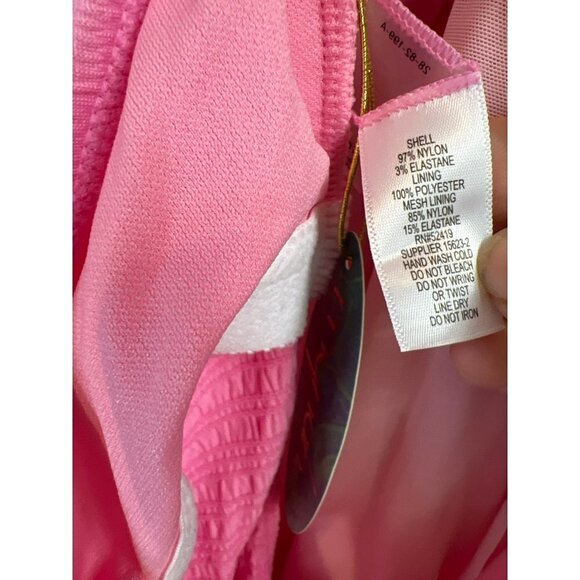 28-82-199-A
SHELL
97% NYLON
3% ELASTANE
LINING
100% POLYESTER
MESH LINING
85% NYLON
15% ELASTANE
RN#52419
SUPPLIER 15623-2
HAND WASH COLD
DO NOT BLEACH
DO NOT WRING
OR TWIST
LINE DRY
DO NOT IRON